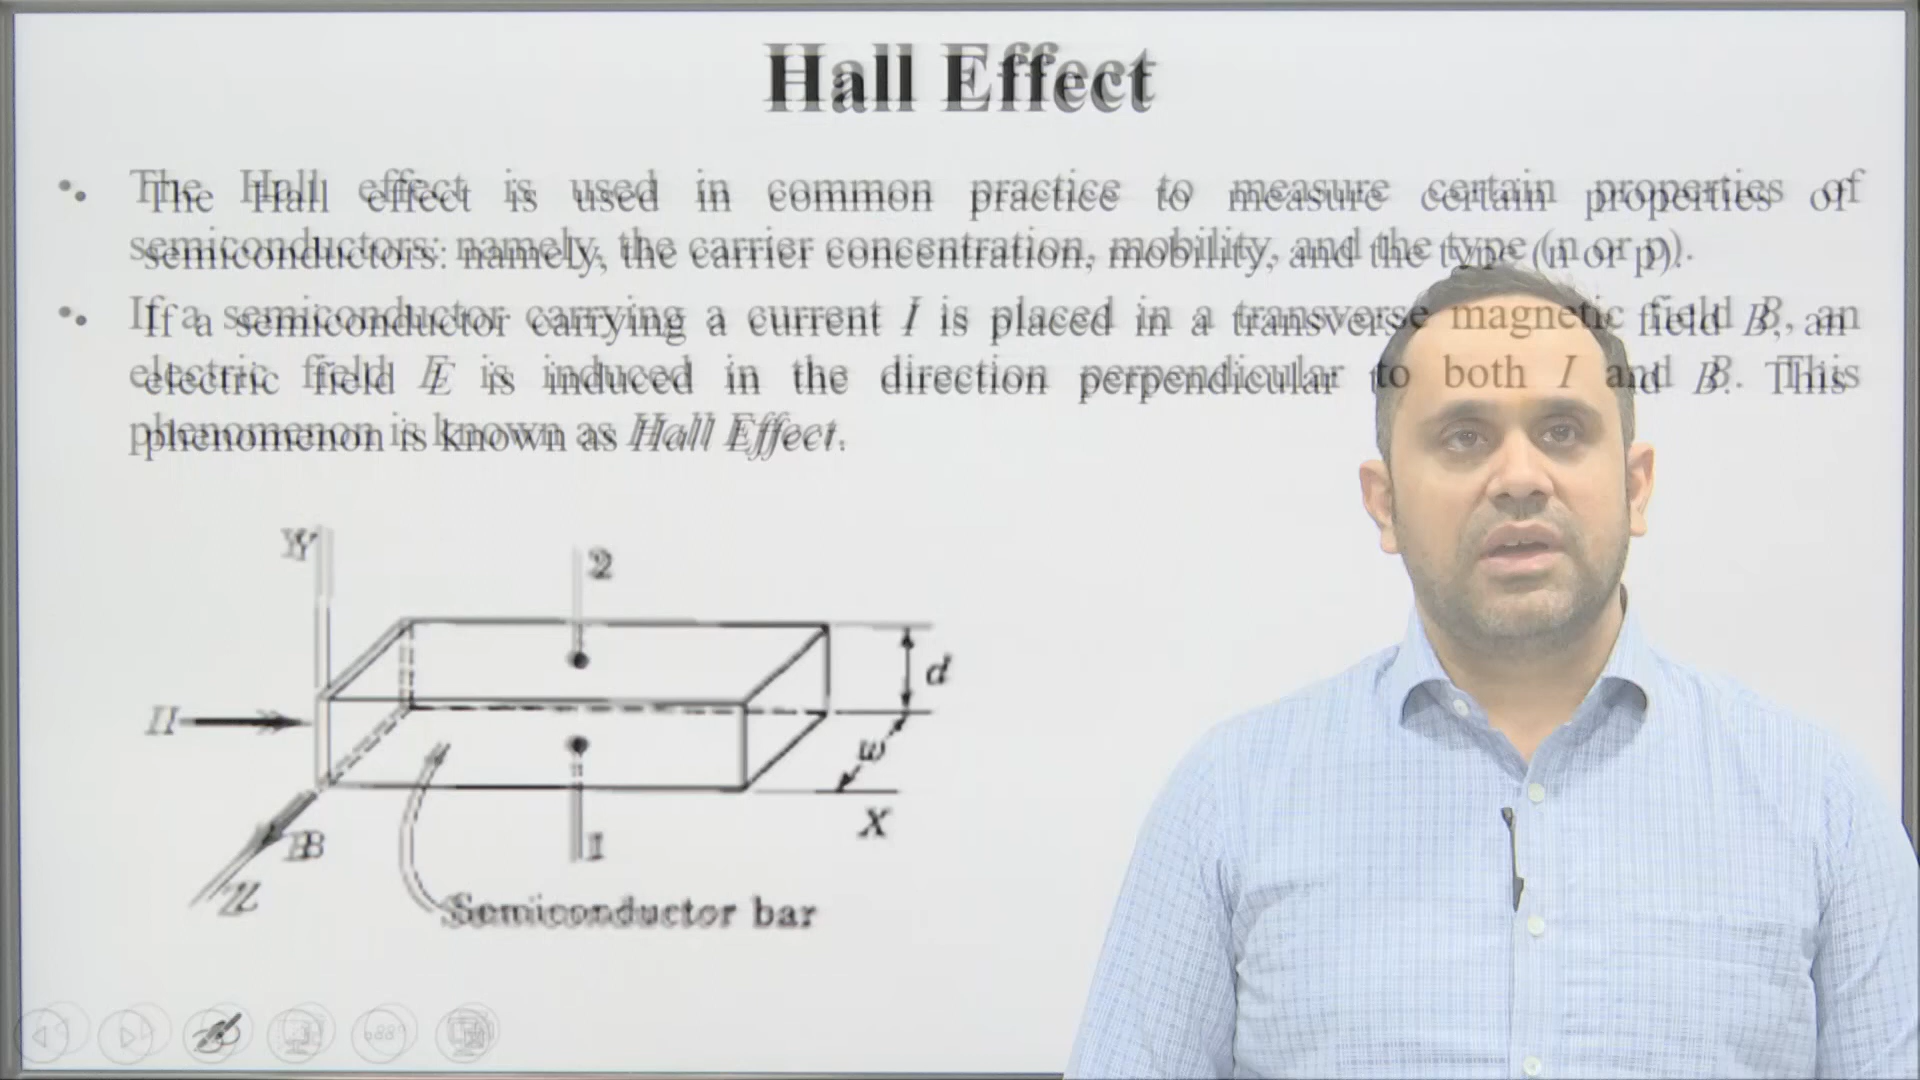 Hall Effect
• The Hall effect is used in common practice to measure certain properties of
semiconductors: namely, the carrier concentration, mobility, and the type (n or p).
• If a semiconductor carrying a current I is placed in a transverse magnetic field B, an
electric field E is induced in the direction perpendicular to both I and B. This
phenomenon is known as Hall Effect.
Y
2
d
I
w
B
1
X
Z
Semiconductor bar